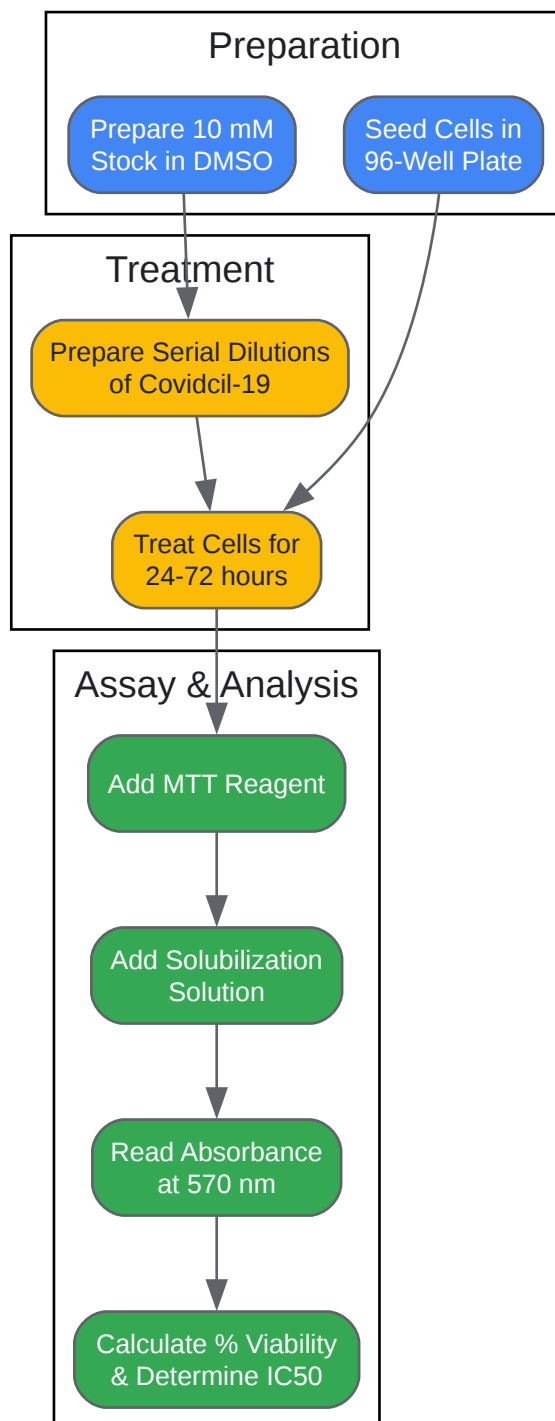 Preparation
Prepare 10 mM
Stock in DMSO
Seed Cells in
96-Well Plate
Treatment
Prepare Serial Dilutions
of Covidcil-19
Treat Cells for
24-72 hours
Assay & Analysis
Add MTT Reagent
Add Solubilization
Solution
Read Absorbance
at 570 nm
Calculate % Viability
& Determine IC50